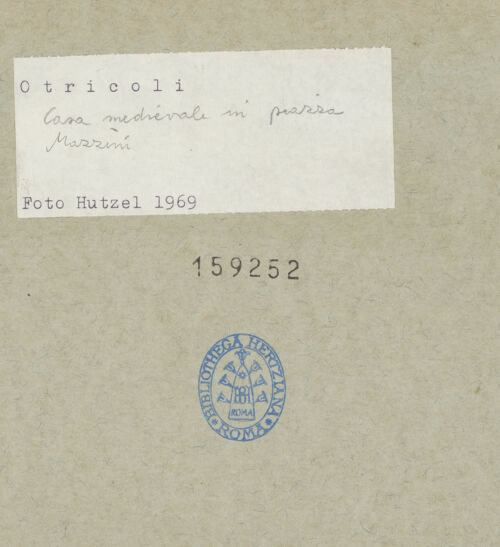 Otricoli
Casa medievale in piazza
Mazzini
Foto Hutzel 1969
159252
BIBLIOTHECA HERTZIANA
ROMA
ROMA